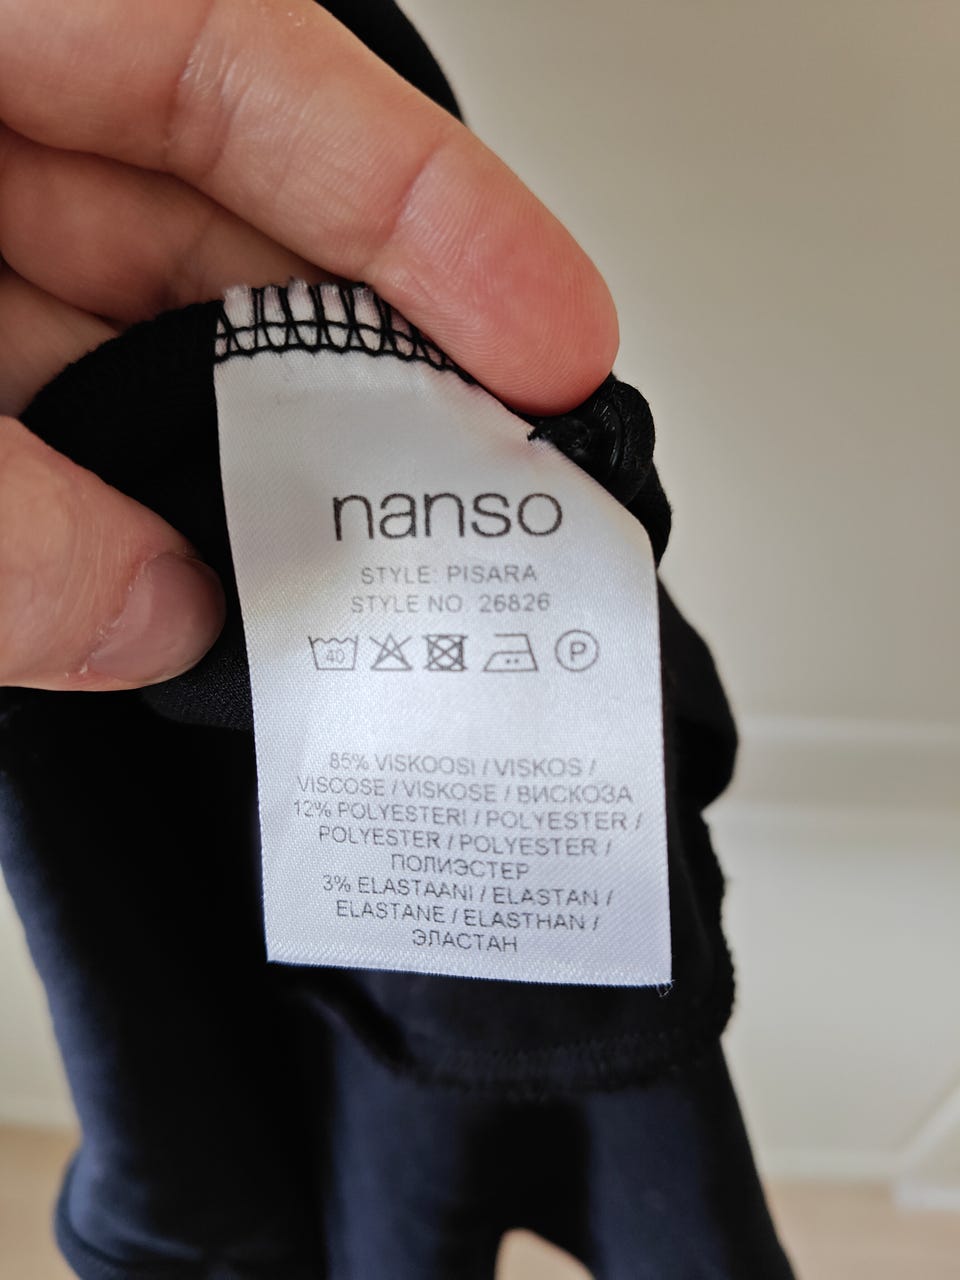 nanso
STYLE: PISARA
STYLE NO. 26826
40 P
85% VISKOOSI / VISKOS /
VISCOSE / VISKOSE / ВИСКОЗА
12% POLYESTERI / POLYESTER /
POLYESTER / POLYESTER /
ПОЛИЭСТЕР
3% ELASTAANI / ELASTAN /
ELASTANE / ELASTHAN /
ЭЛАСТАН